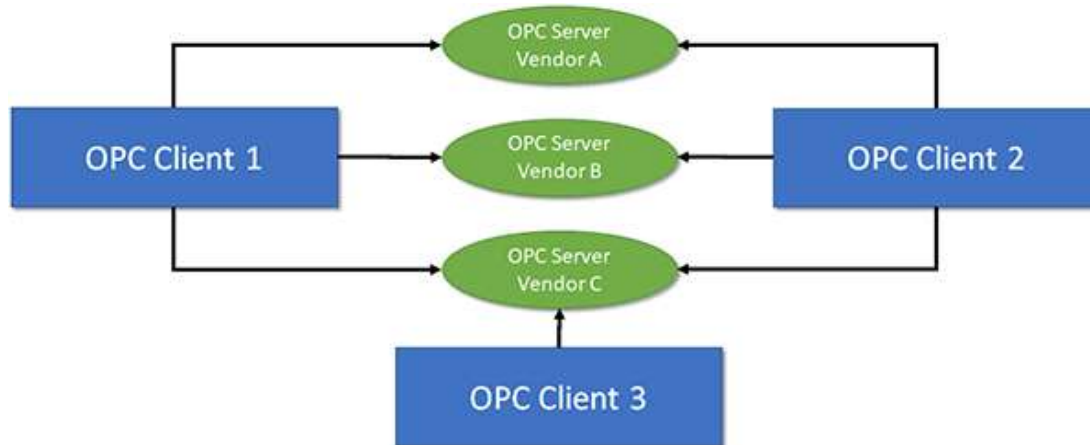 OPC Server
Vendor A
OPC Client 1
OPC Server
Vendor B
OPC Client 2
OPC Server
Vendor C
OPC Client 3